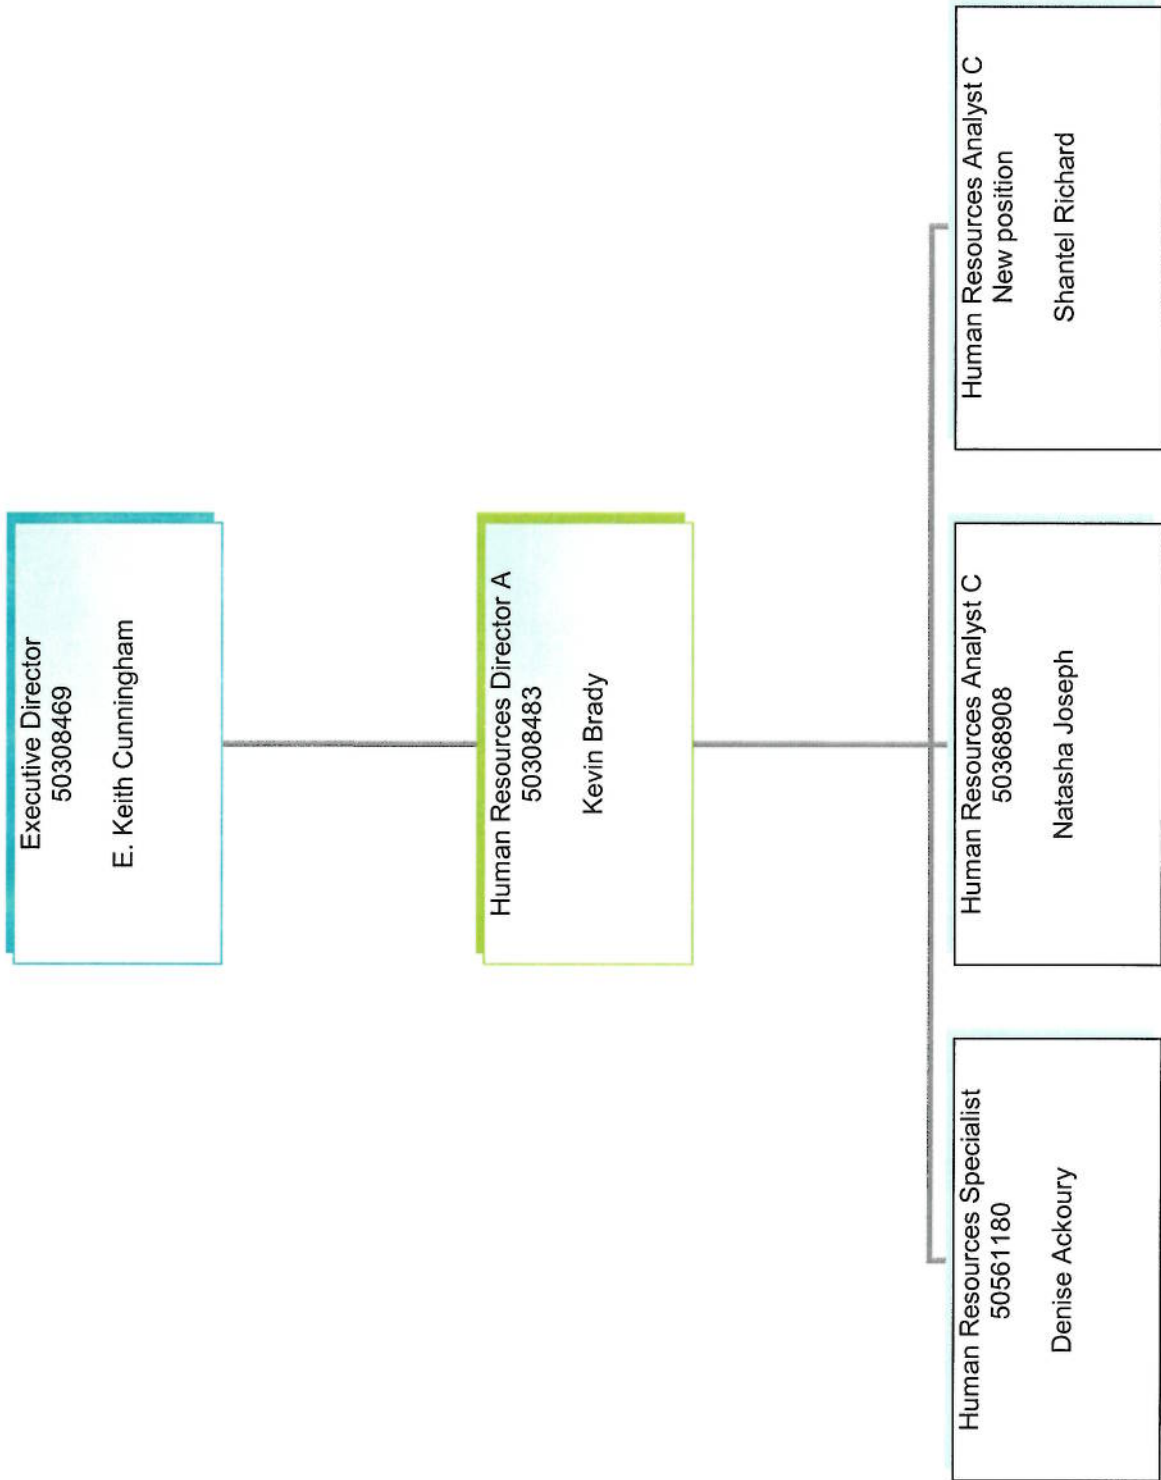 Executive Director
50308469
E. Keith Cunningham
Human Resources Director A
50308483
Kevin Brady
Human Resources Specialist
50561180
Denise Ackoury
Human Resources Analyst C
50368908
Natasha Joseph
Human Resources Analyst C
New position
Shantel Richard